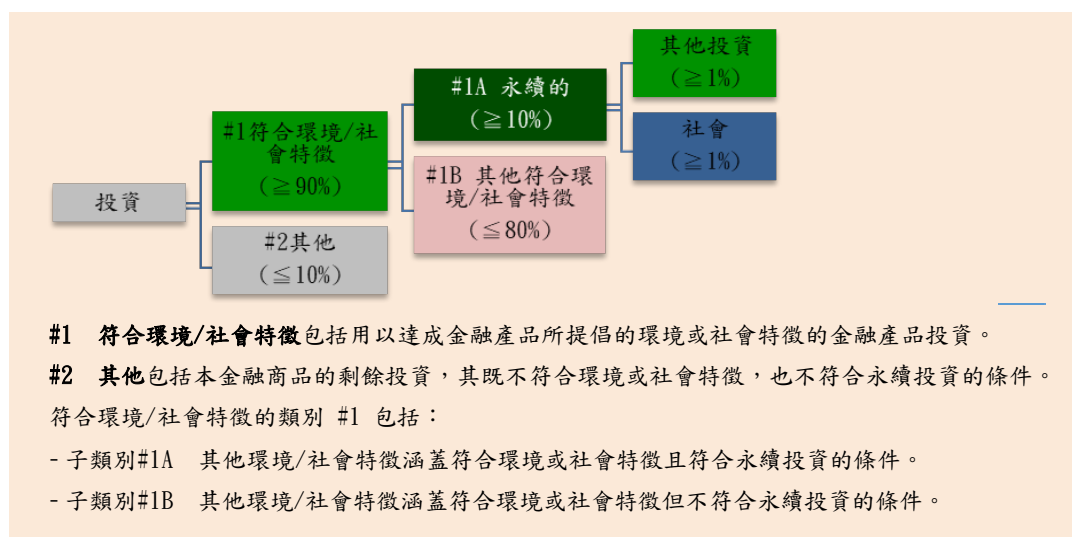 投資
#1符合環境/社
會特徵
(≧90%)
#2其他
(≦10%)
#1A 永續的
(≧10%)
#1B 其他符合環
境/社會特徵
(≦80%)
其他投資
(≧1%)
社會
(≧1%)
#1 符合環境/社會特徵包括用以達成金融產品所提倡的環境或社會特徵的金融產品投資。
#2 其他包括本金融商品的剩餘投資，其既不符合環境或社會特徵，也不符合永續投資的條件。
符合環境/社會特徵的類別 #1 包括：
- 子類別#1A 其他環境/社會特徵涵蓋符合環境或社會特徵且符合永續投資的條件。
- 子類別#1B 其他環境/社會特徵涵蓋符合環境或社會特徵但不符合永續投資的條件。